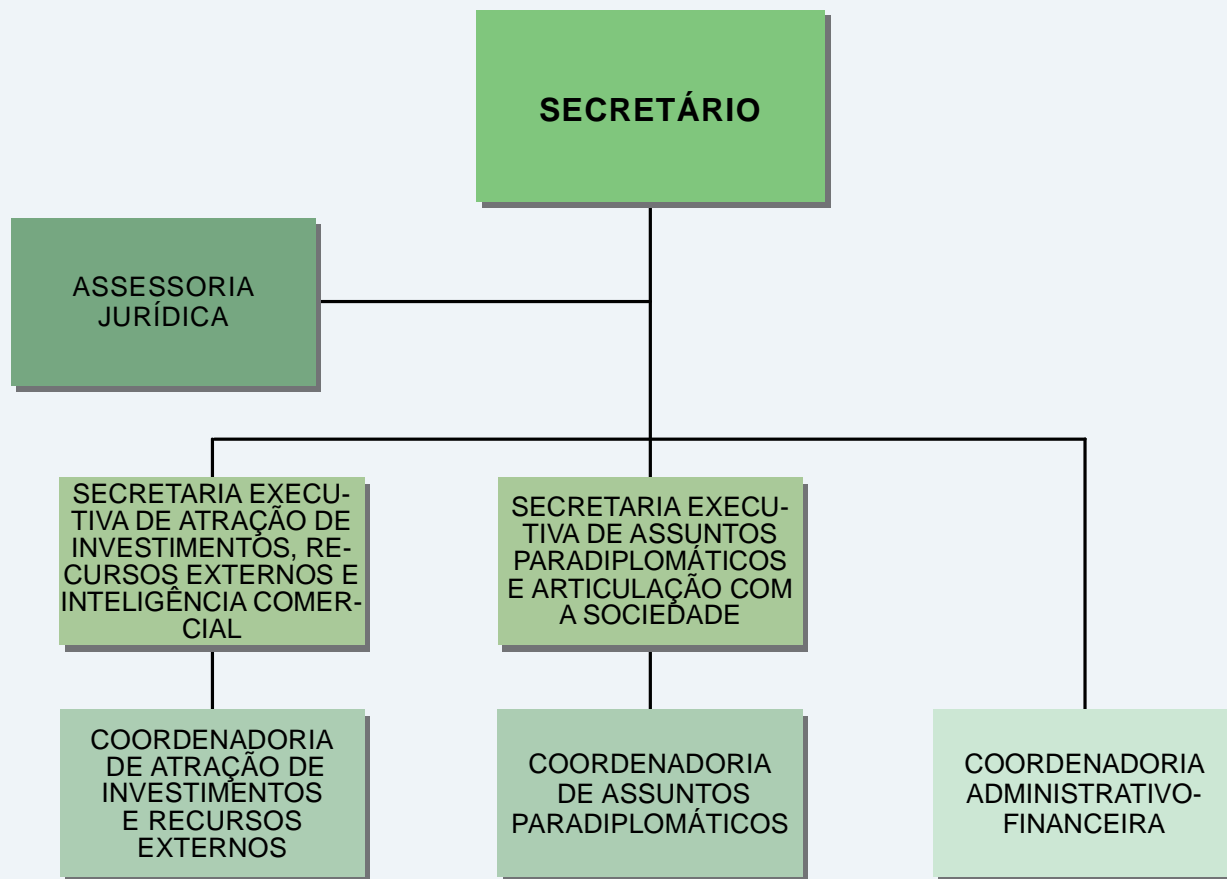 SECRETÁRIO
ASSESSORIA
JURÍDICA
SECRETARIA EXECU-
TIVA DE ATRAÇÃO DE
INVESTIMENTOS, RE-
CURSOS EXTERNOS E
INTELIGÊNCIA COMER-
CIAL
SECRETARIA EXECU-
TIVA DE ASSUNTOS
PARADIPLOMÁTICOS
E ARTICULAÇÃO COM
A SOCIEDADE
COORDENADORIA
DE ATRAÇÃO DE
INVESTIMENTOS
E RECURSOS
EXTERNOS
COORDENADORIA
DE ASSUNTOS
PARADIPLOMÁTICOS
COORDENADORIA
ADMINISTRATIVO-
FINANCEIRA